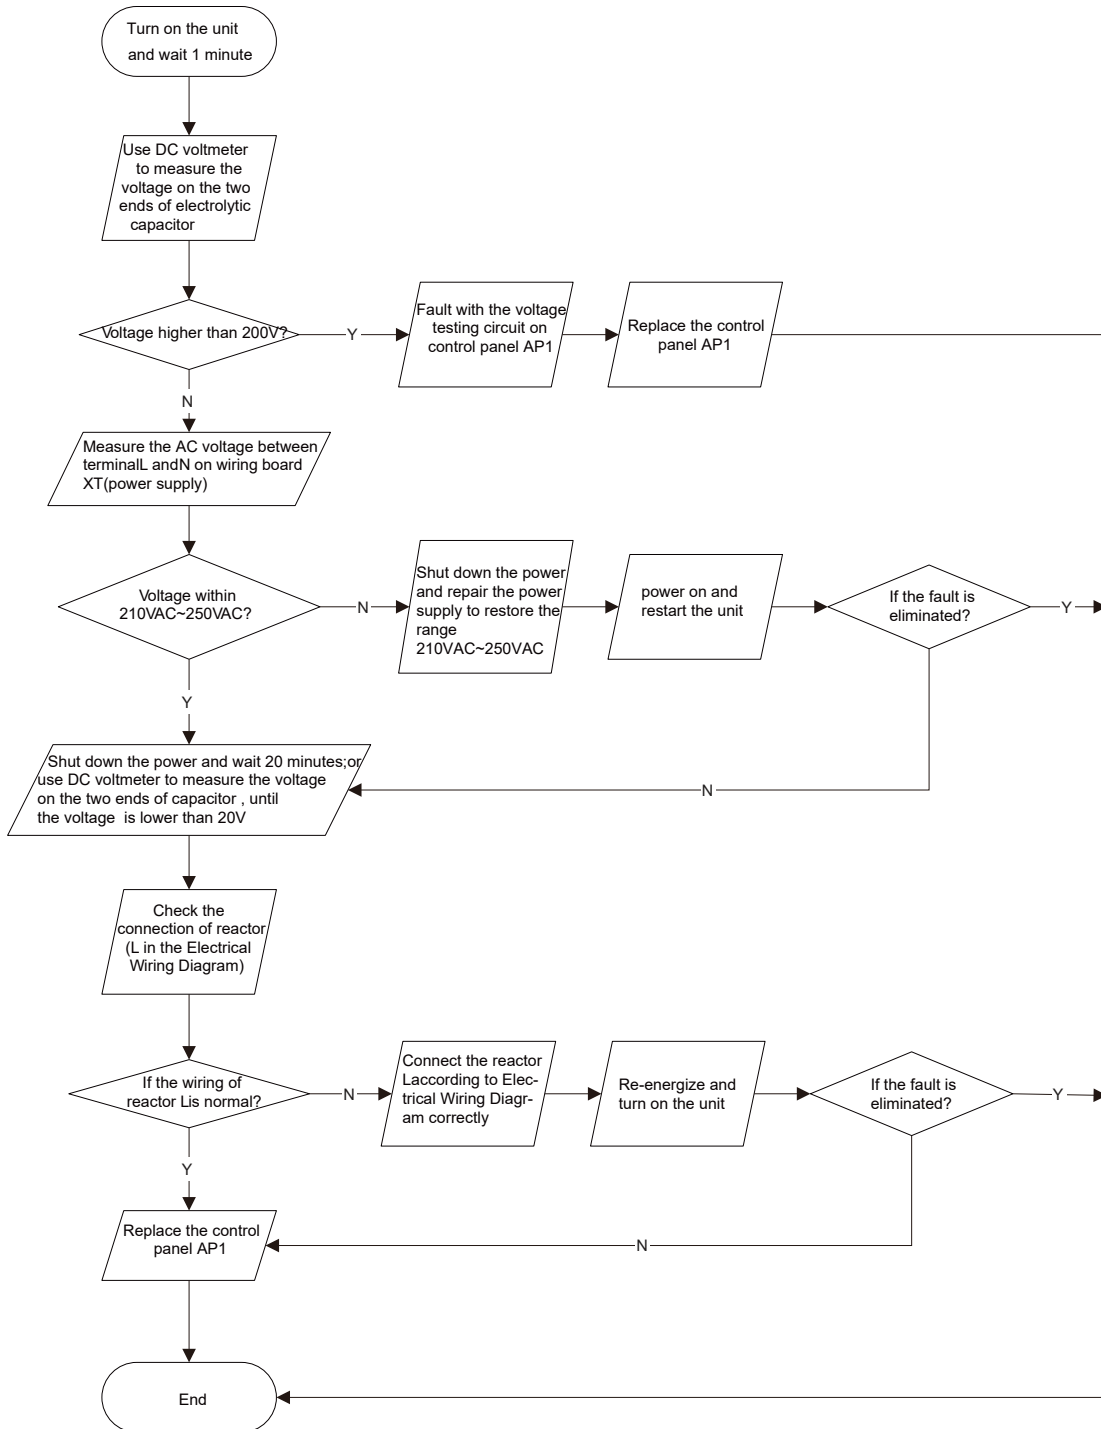 Turn on the unit
and wait 1 minute
Use DC voltmeter
to measure the
voltage on the two
ends of electrolytic
capacitor
Voltage higher than 200V?
Y
Fault with the voltage
testing circuit on
control panel AP1
Replace the control
panel AP1
N
Measure the AC voltage between
terminalL andN on wiring board
XT(power supply)
Voltage within
210VAC~250VAC?
N
Shut down the power
and repair the power
supply to restore the
range
210VAC~250VAC
power on and
restart the unit
If the fault is
eliminated?
Y
Y
Shut down the power and wait 20 minutes;or
use DC voltmeter to measure the voltage
on the two ends of capacitor , until
the voltage  is lower than 20V
N
Check the
connection of reactor
(L in the Electrical
Wiring Diagram)
If the wiring of
reactor Lis normal?
N
Connect the reactor
Laccording to Elec-
trical Wiring Diagr-
am correctly
Re-energize and
turn on the unit
If the fault is
eliminated?
Y
Y
Replace the control
panel AP1
N
End